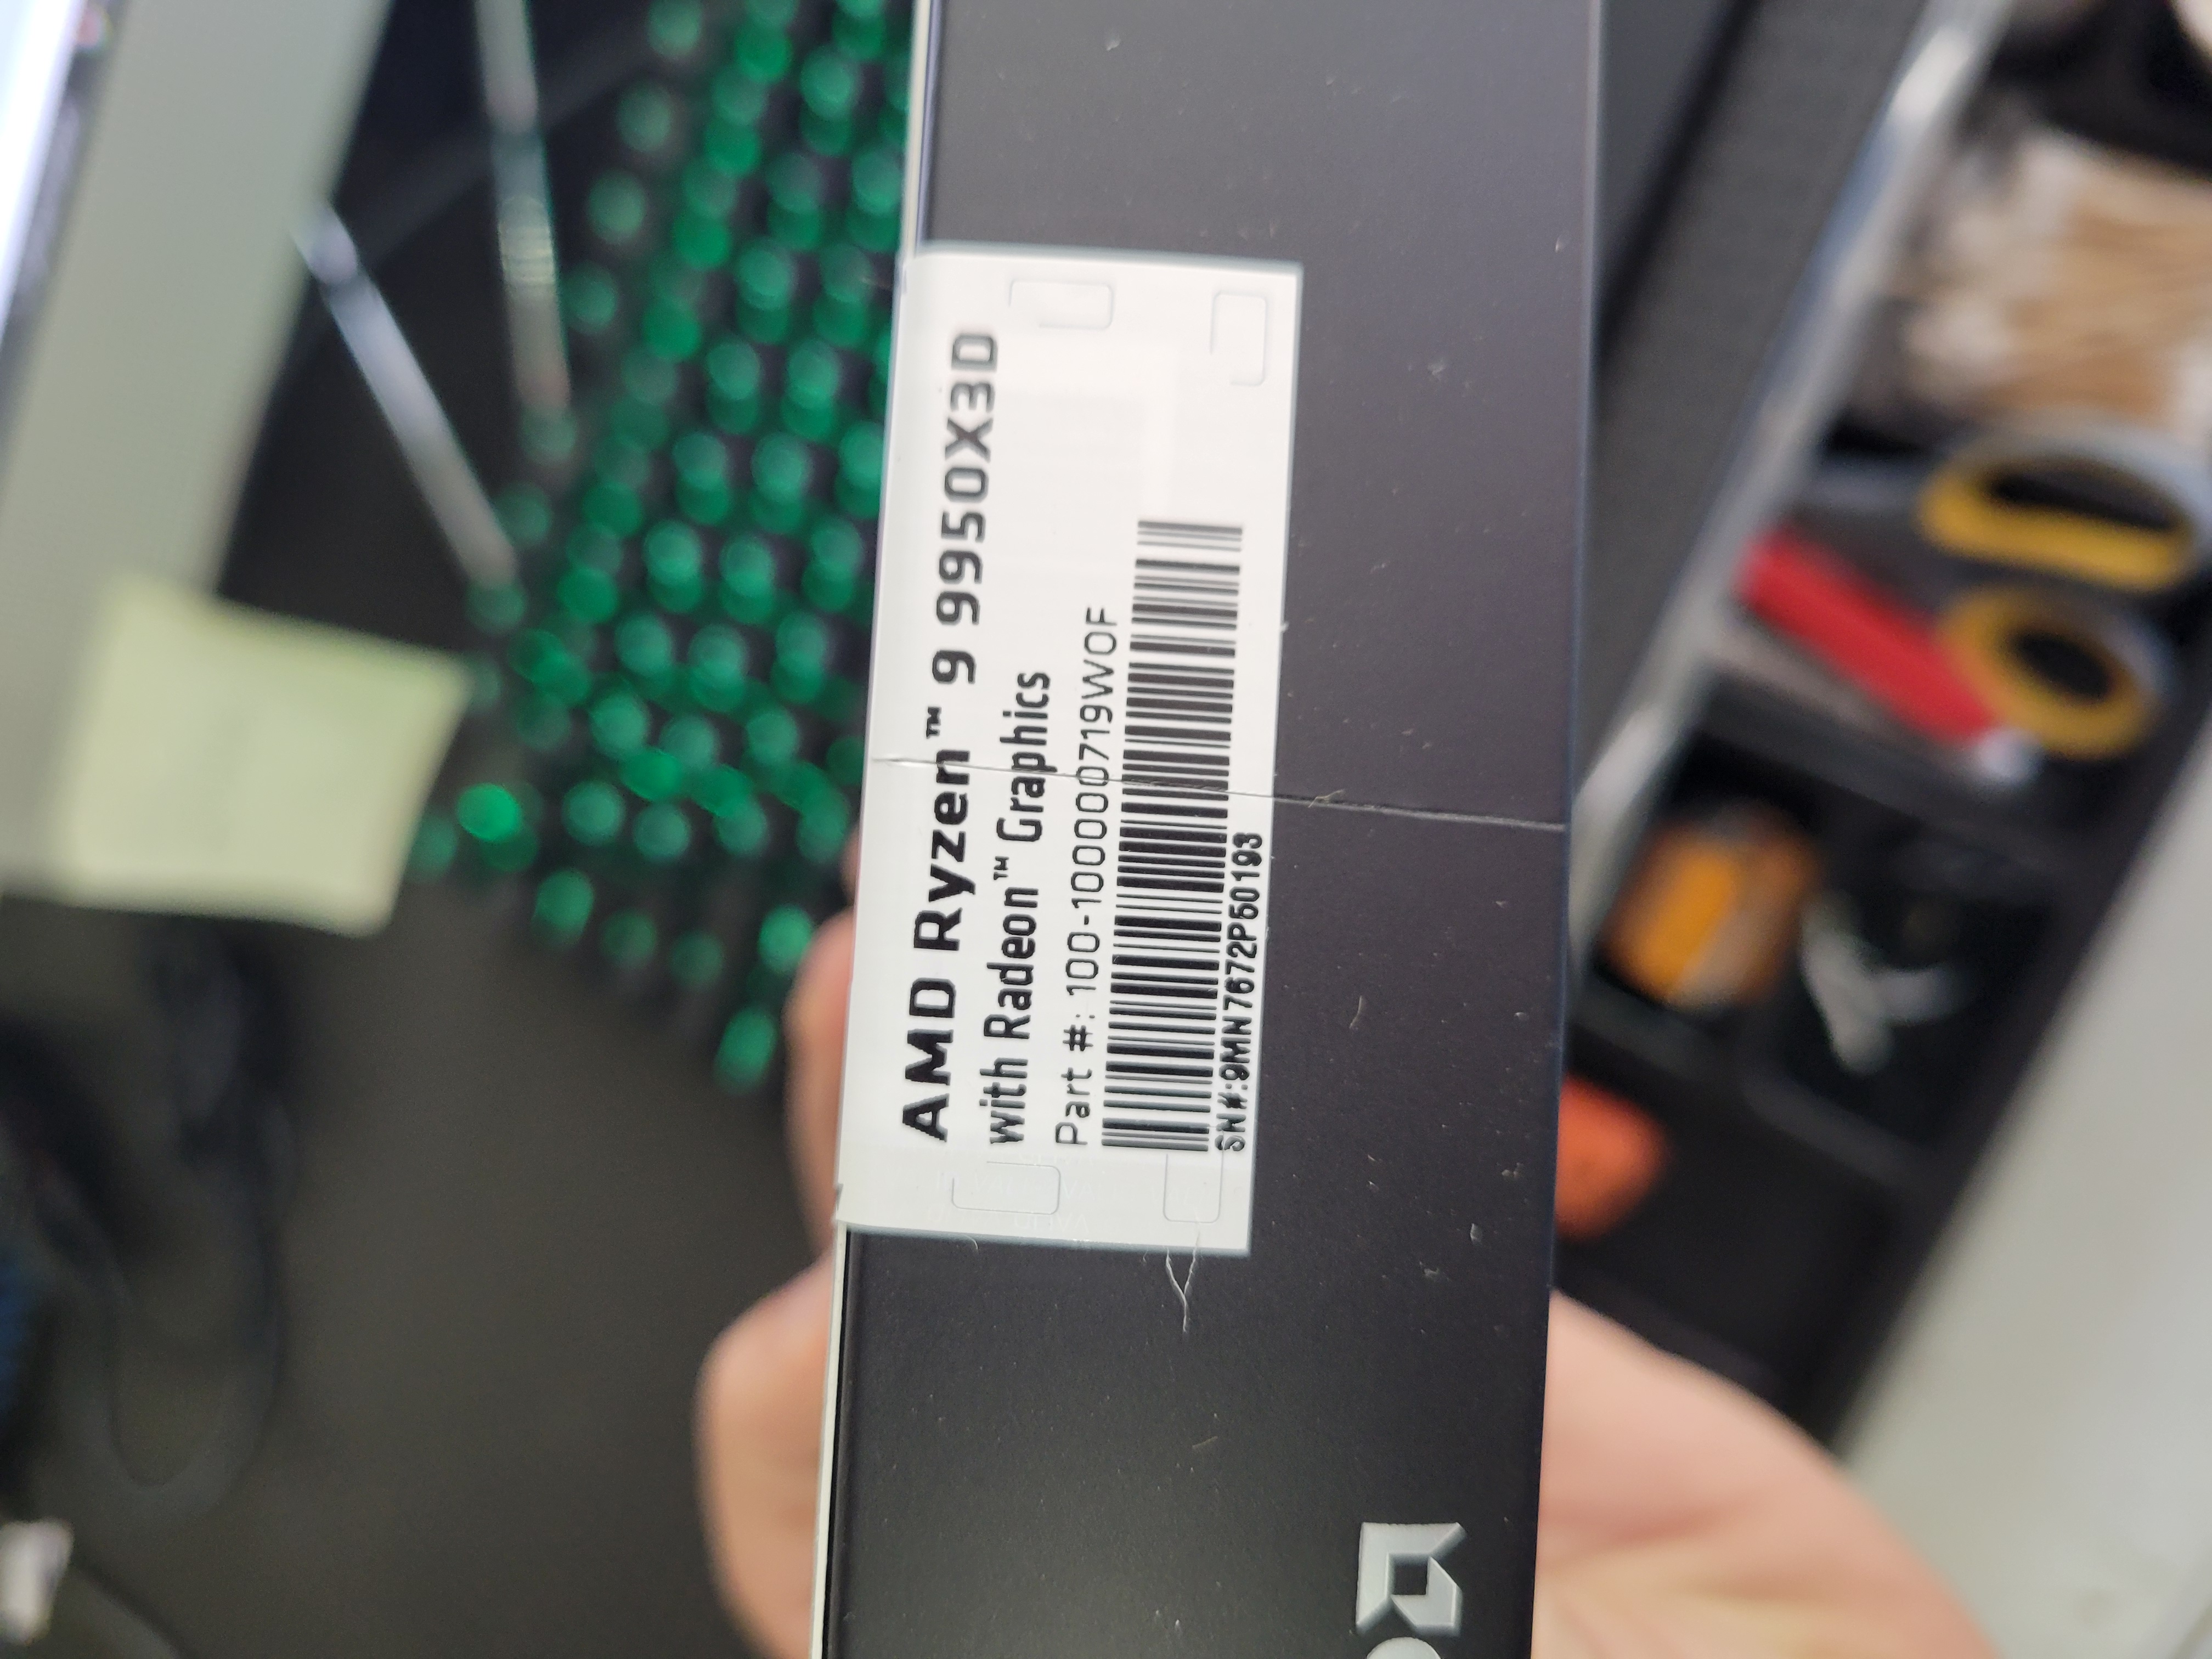 AMD Ryzen™ 9 9950X3D
with Radeon™ Graphics
Part #: 100-100000719WOF
SN#:9MN7672P50193